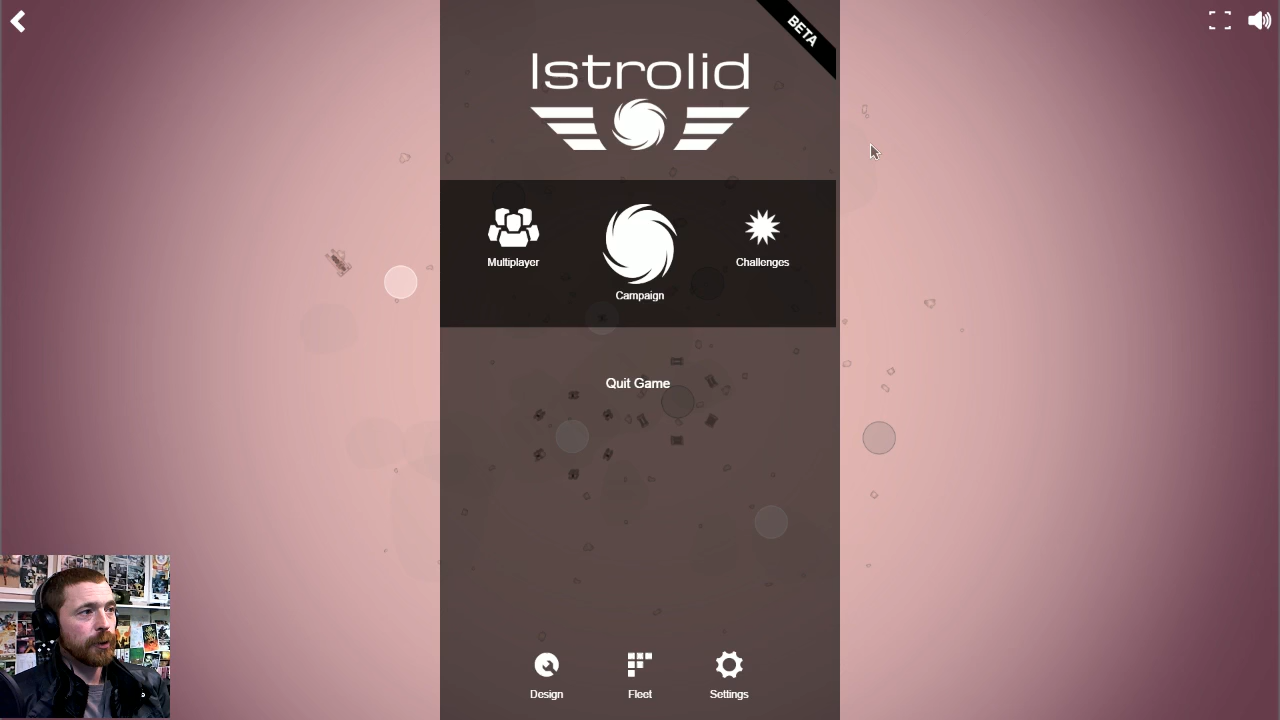 BETA
Istrolid
Multiplayer
Campaign
Challenges
Quit Game
Design
Fleet
Settings